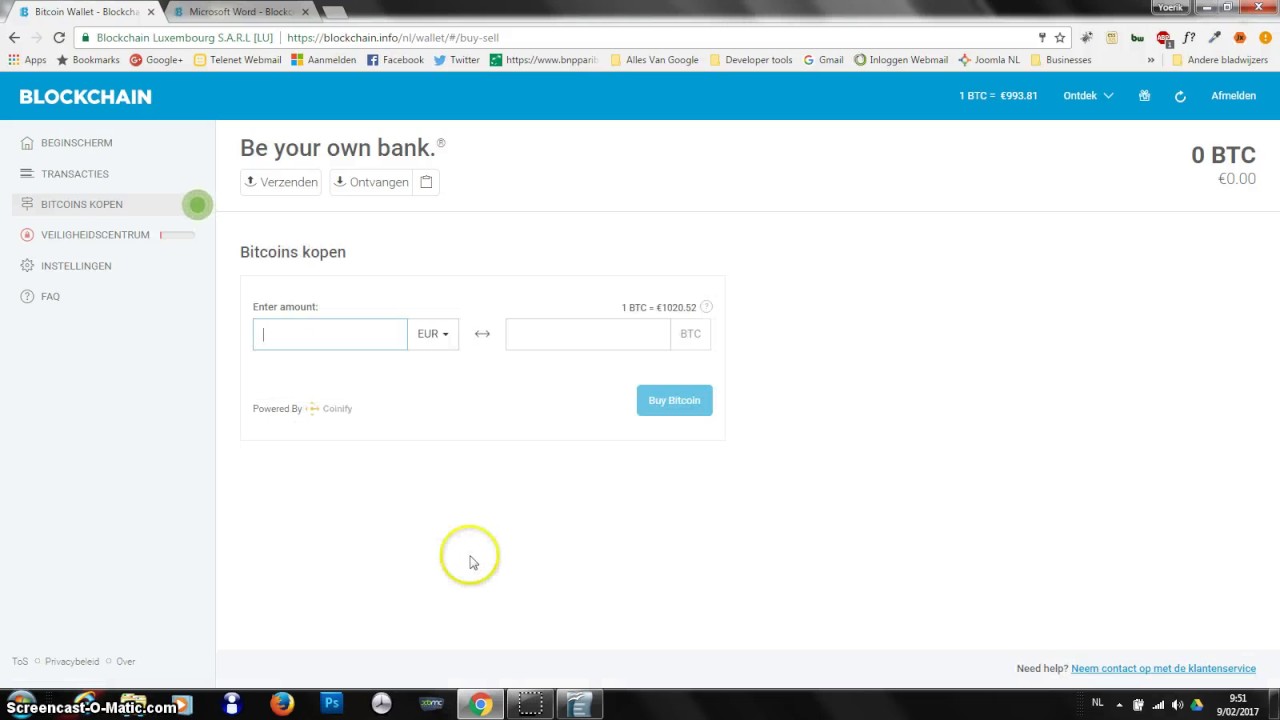 Bitcoin Wallet - Blockcha
Microsoft Word - Blockch
Yoerik
Blockchain Luxembourg S.A.R.L [LU]
https://blockchain.info/nl/wallet/#/buy-sell
Apps
Bookmarks
Google+
Telenet Webmail
Aanmelden
Facebook
Twitter
https://www.bnpparib
Alles Van Google
Developer tools
Gmail
Inloggen Webmail
Joomla NL
Businesses
»
Andere bladwijzers
BLOCKCHAIN
1 BTC = €993.81
Ontdek
Afmelden
BEGINSCHERM
TRANSACTIES
BITCOINS KOPEN
VEILIGHEIDSCENTRUM
INSTELLINGEN
FAQ
Be your own bank.®
Verzenden
Ontvangen
0 BTC
€0.00
Bitcoins kopen
Enter amount:
1 BTC = €1020.52
EUR
BTC
Powered By Coinify
Buy Bitcoin
ToS
Privacybeleid
Over
Need help? Neem contact op met de klantenservice
Screencast-O-Matic.com
Ps
NL
9:51
9/02/2017